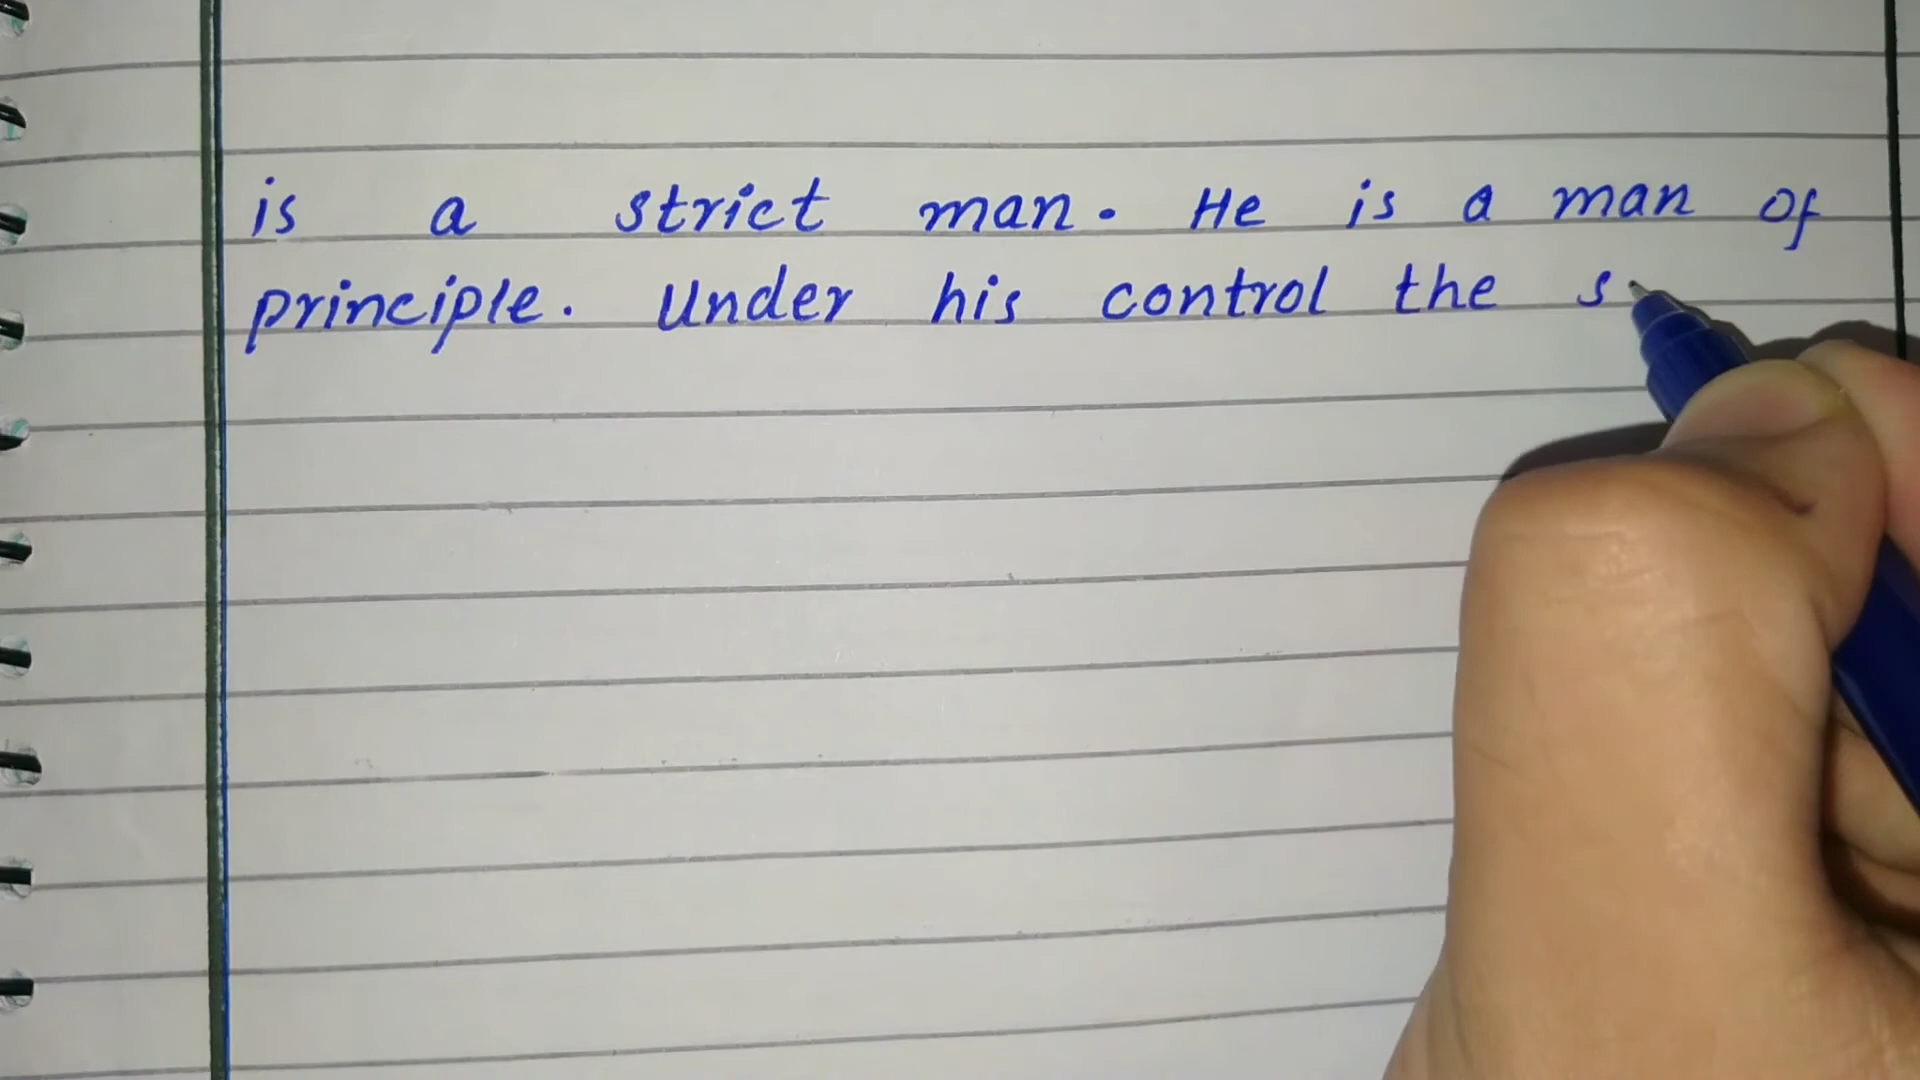 is a strict man. He is a man of
principle. Under his control the s